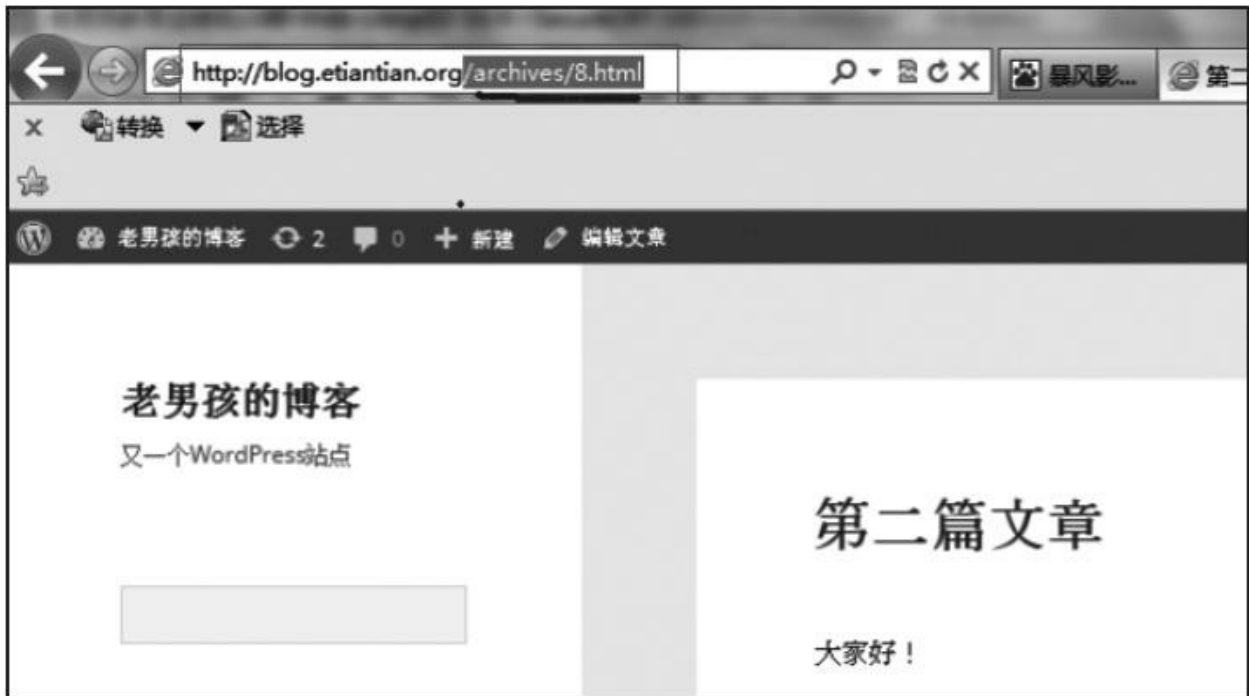 http://blog.etiantian.org/archives/8.html
暴风影...
第二
转换 选择
老男孩的博客 2 0 新建 编辑文章
老男孩的博客
又一个WordPress站点
第二篇文章
大家好！